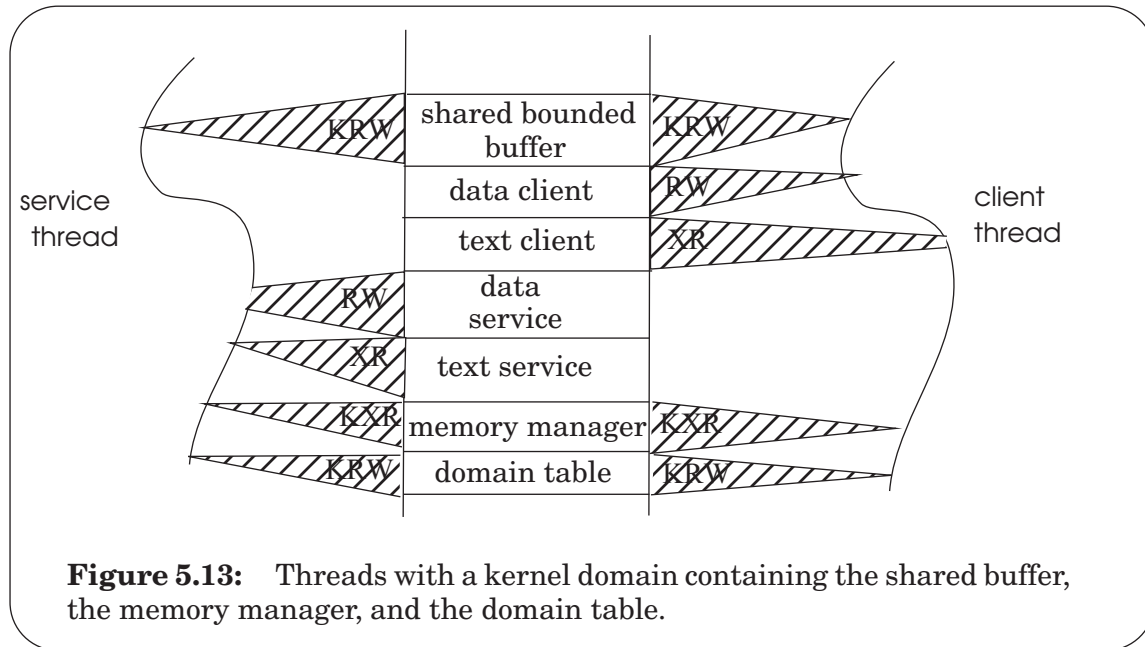 KRW shared bounded buffer KRW
data client RW
service thread
client thread
text client XR
RW data service
XR text service
KXR memory manager KXR
KRW domain table KRW
Figure 5.13: Threads with a kernel domain containing the shared buffer,
the memory manager, and the domain table.